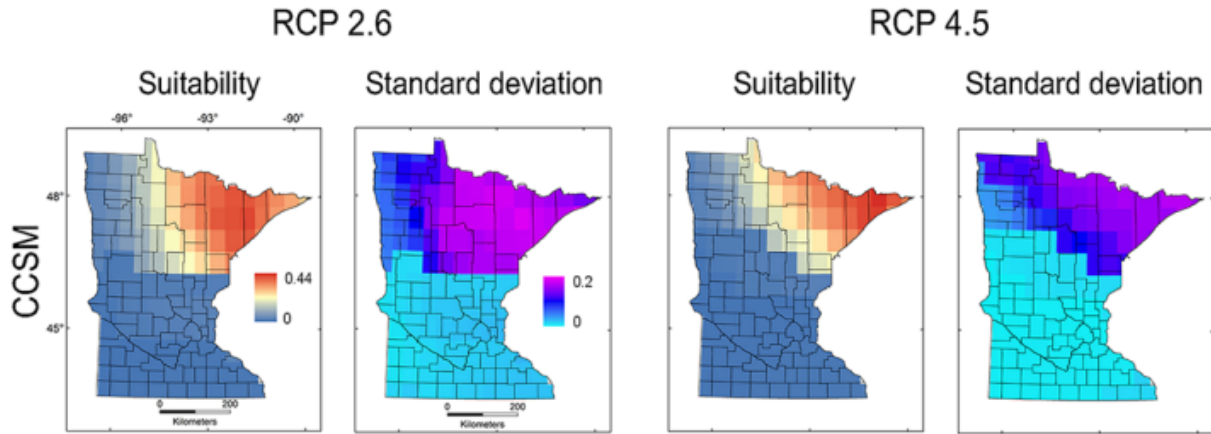 RCP 2.6 RCP 4.5
Suitability Standard deviation Suitability Standard deviation
-96° -93° -90°
48°
CCSM
0.44
0
0.2
0
45°
0 200
Kilometers
0 200
Kilometers